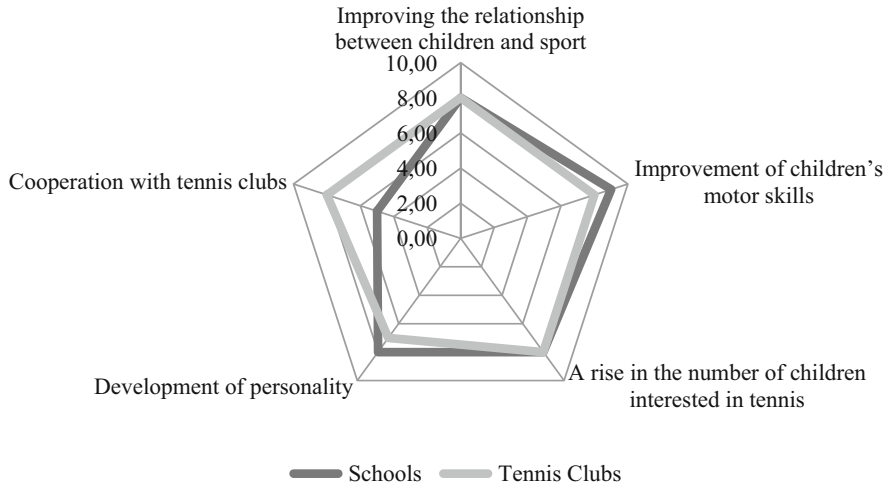 Improving the relationship
between children and sport
10,00
8,00
6,00
4,00
2,00
0,00
Improvement of children’s
motor skills
Cooperation with tennis clubs
A rise in the number of children
interested in tennis
Development of personality
Schools
Tennis Clubs